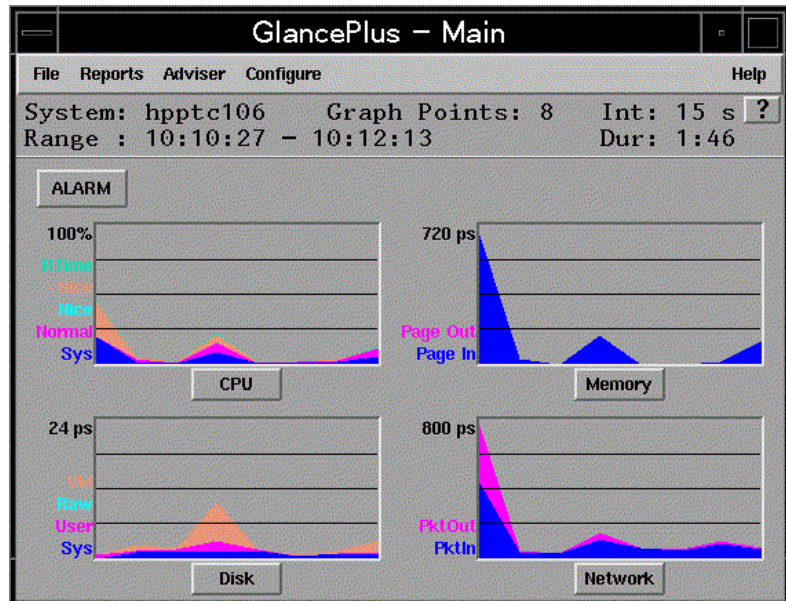 GlancePlus – Main
File Reports Adviser Configure Help
System: hpptc106 Graph Points: 8 Int: 15 s ?
Range : 10:10:27 – 10:12:13 Dur: 1:46
ALARM
100%
RTime
-Nice
Nice
Normal
Sys
CPU
720 ps
Page Out
Page In
Memory
24 ps
VM
Raw
User
Sys
Disk
800 ps
PktOut
PktIn
Network